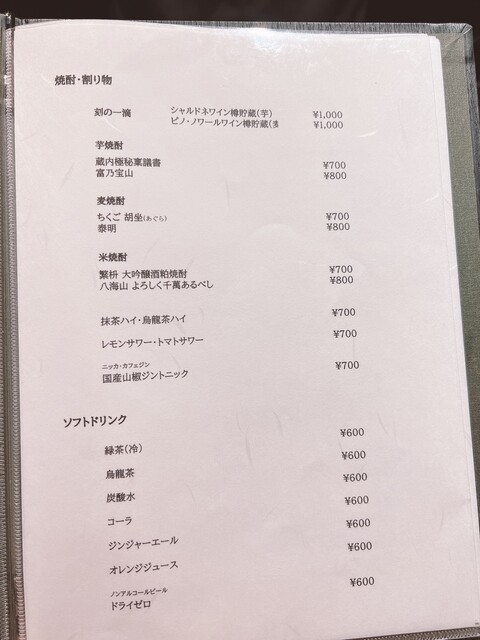 焼酎・割り物
刻の一滴 シャルドネワイン樽貯蔵(芋) ¥1,000
ピノ・ノワールワイン樽貯蔵( ¥1,000
芋焼酎
蔵内極秘稟議書 ¥700
富乃宝山 ¥800
麦焼酎
ちくご 胡坐(あぐら) ¥700
泰明 ¥800
米焼酎
繁枡 大吟醸酒粕焼酎 ¥700
八海山 よろしく千萬あるべし ¥800
抹茶ハイ・烏龍茶ハイ ¥700
レモンサワー・トマトサワー ¥700
ニッカ・カフェジン
国産山椒ジントニック ¥700
ソフトドリンク
緑茶(冷) ¥600
烏龍茶 ¥600
炭酸水 ¥600
コーラ ¥600
ジンジャーエール ¥600
オレンジジュース ¥600
ノンアルコールビール
ドライゼロ ¥600